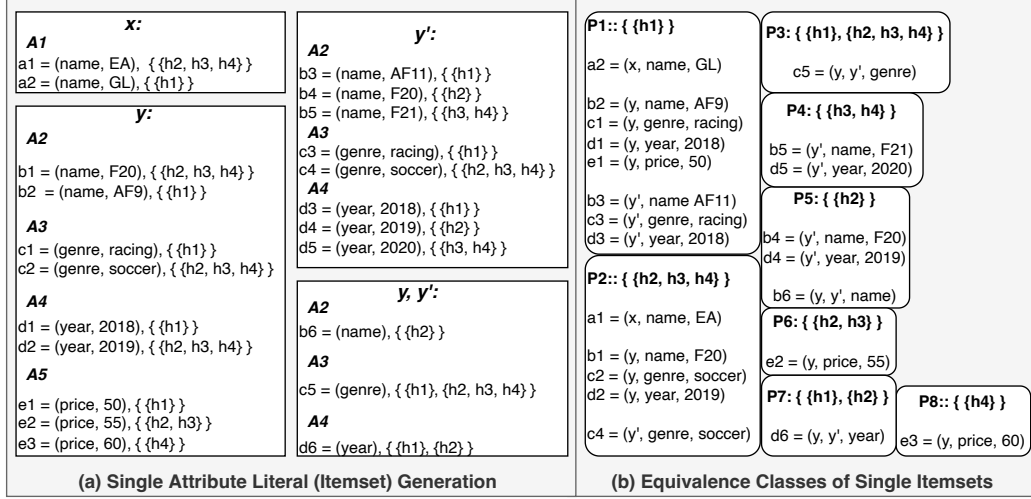 x:
A1
a1 = (name, EA), { {h2, h3, h4} }
a2 = (name, GL), { {h1} }
y:
A2
b1 = (name, F20), { {h2, h3, h4} }
b2 = (name, AF9), { {h1} }
A3
c1 = (genre, racing), { {h1} }
c2 = (genre, soccer), { {h2, h3, h4} }
A4
d1 = (year, 2018), { {h1} }
d2 = (year, 2019), { {h2, h3, h4} }
A5
e1 = (price, 50), { {h1} }
e2 = (price, 55), { {h2, h3} }
e3 = (price, 60), { {h4} }
y':
A2
b3 = (name, AF11), { {h1} }
b4 = (name, F20), { {h2} }
b5 = (name, F21), { {h3, h4} }
A3
c3 = (genre, racing), { {h1} }
c4 = (genre, soccer), { {h2, h3, h4} }
A4
d3 = (year, 2018), { {h1} }
d4 = (year, 2019), { {h2} }
d5 = (year, 2020), { {h3, h4} }
y, y':
A2
b6 = (name), { {h2} }
A3
c5 = (genre), { {h1}, {h2, h3, h4} }
A4
d6 = (year), { {h1}, {h2} }
(a) Single Attribute Literal (Itemset) Generation
P1:: { {h1} }
a2 = (x, name, GL)
b2 = (y, name, AF9)
c1 = (y, genre, racing)
d1 = (y, year, 2018)
e1 = (y, price, 50)
b3 = (y', name AF11)
c3 = (y', genre, racing)
d3 = (y', year, 2018)
P2:: { {h2, h3, h4} }
a1 = (x, name, EA)
b1 = (y, name, F20)
c2 = (y, genre, soccer)
d2 = (y, year, 2019)
c4 = (y', genre, soccer)
P3: { {h1}, {h2, h3, h4} }
c5 = (y, y', genre)
P4: { {h3, h4} }
b5 = (y', name, F21)
d5 = (y', year, 2020)
P5: { {h2} }
b4 = (y', name, F20)
d4 = (y', year, 2019)
b6 = (y, y', name)
P6: { {h2, h3} }
e2 = (y, price, 55)
P7: { {h1}, {h2} }
d6 = (y, y', year)
P8:: { {h4} }
e3 = (y, price, 60)
(b) Equivalence Classes of Single Itemsets